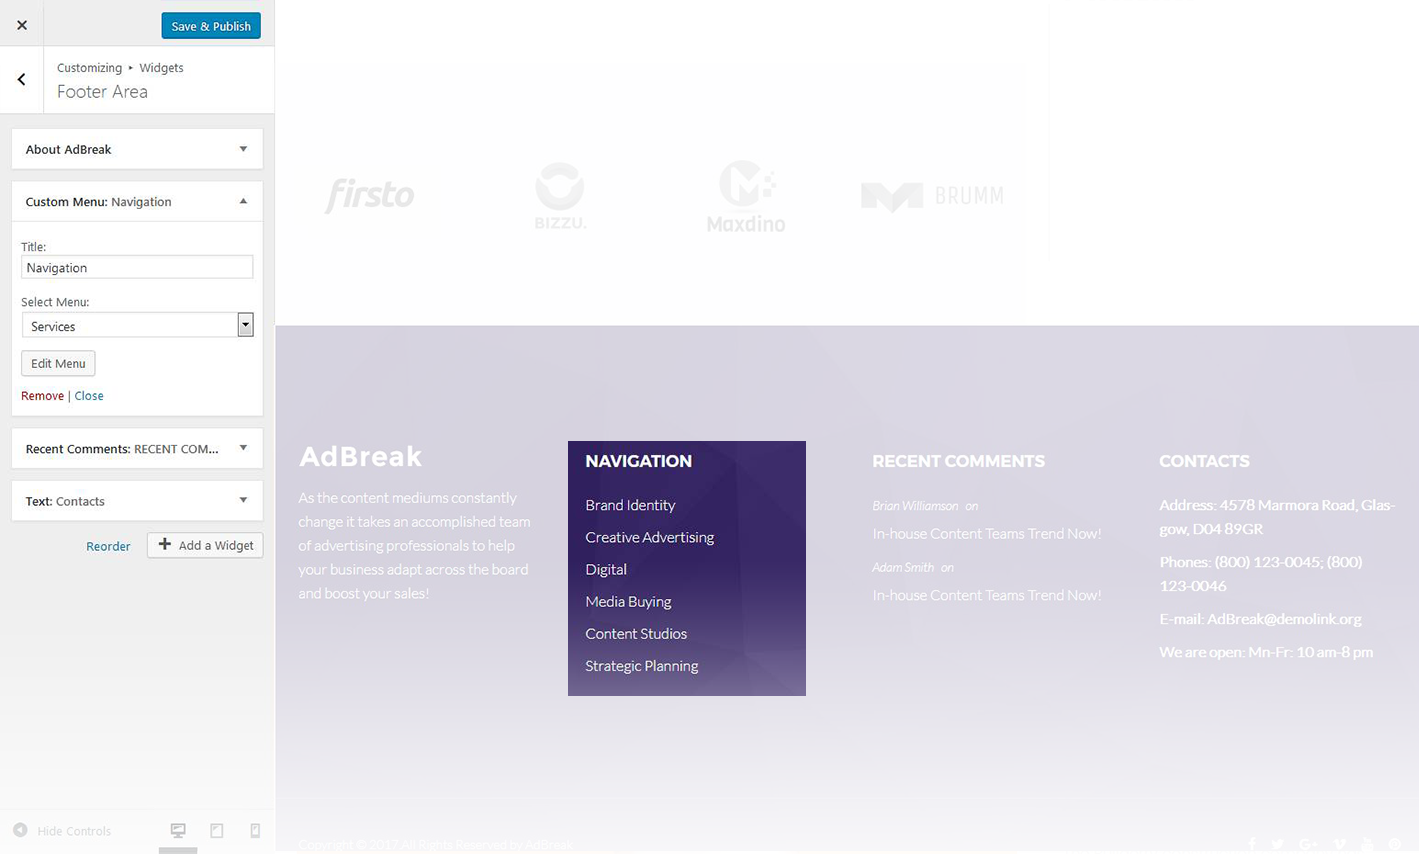 Save & Publish
Customizing ▸ Widgets
Footer Area
About AdBreak
Custom Menu: Navigation
Title:
Navigation
Select Menu:
Services
Edit Menu
Remove | Close
Recent Comments: RECENT COM...
Text: Contacts
Reorder
Add a Widget
Hide Controls
firsto
BIZZU.
Maxdino
BRUMM
AdBreak
As the content mediums constantly
change it takes an accomplished team
of advertising professionals to help
your business adapt across the board
and boost your sales!
NAVIGATION
Brand Identity
Creative Advertising
Digital
Media Buying
Content Studios
Strategic Planning
RECENT COMMENTS
Brian Williamson on
In-house Content Teams Trend Now!
Adam Smith on
In-house Content Teams Trend Now!
CONTACTS
Address: 4578 Marmora Road, Glas-
gow, D04 89GR
Phones: (800) 123-0045; (800)
123-0046
E-mail: AdBreak@demolink.org
We are open: Mn-Fr: 10 am-8 pm
Copyright © 2017 All Rights Reserved by AdBreak